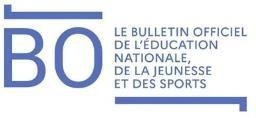 BO
LE BULLETIN OFFICIEL
DE L'ÉDUCATION
NATIONALE,
DE LA JEUNESSE
ET DES SPORTS